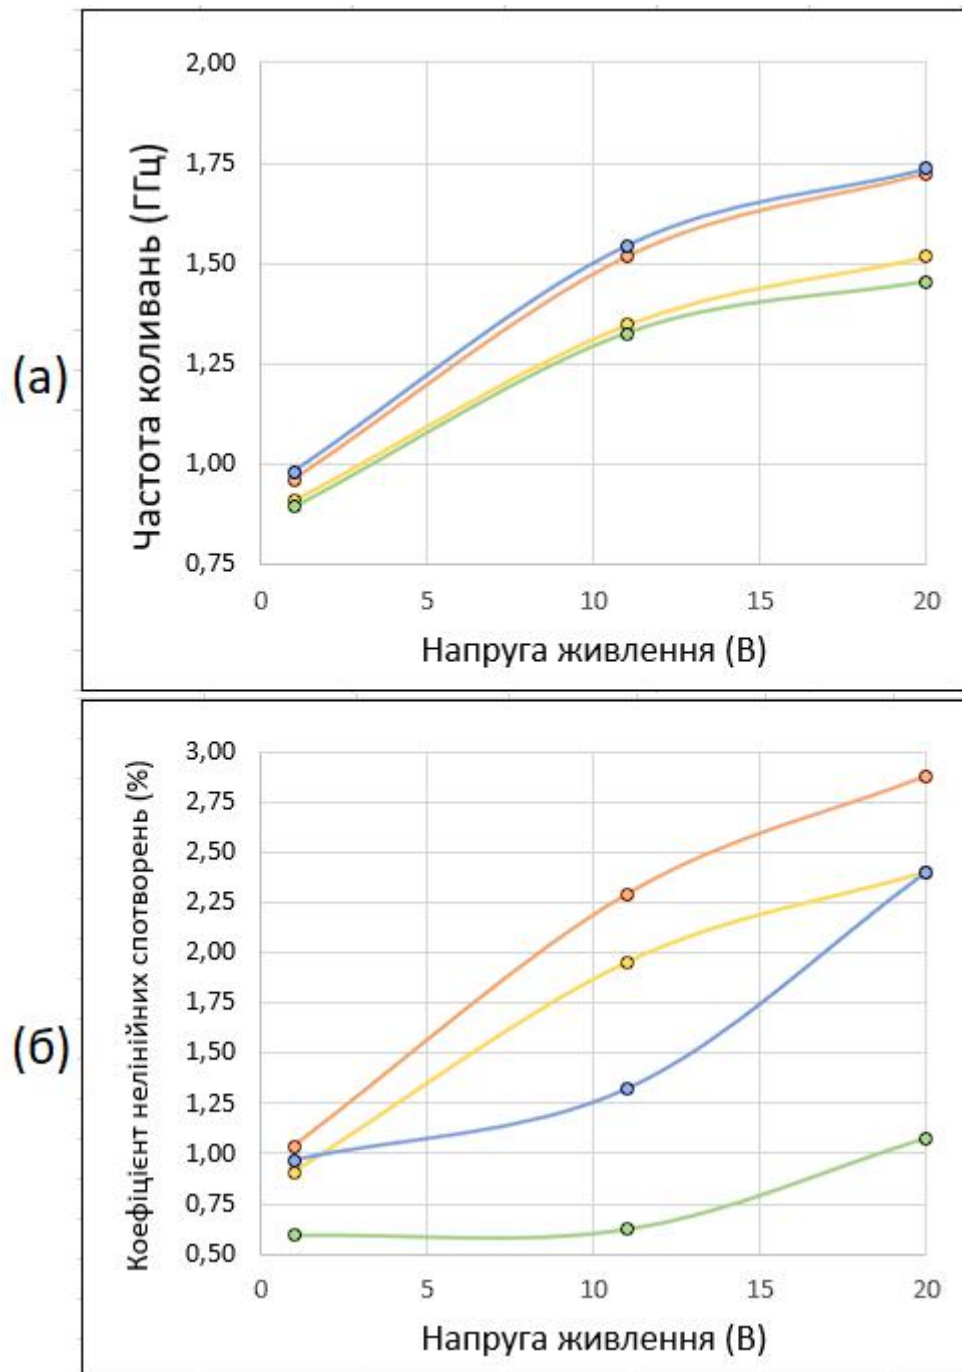 (а)
Частота коливань (ГГц)
2,00
1,75
1,50
1,25
1,00
0,75
0 5 10 15 20
Напруга живлення (В)
(б)
Коефіцієнт нелінійних спотворень (%)
3,00
2,75
2,50
2,25
2,00
1,75
1,50
1,25
1,00
0,75
0,50
0 5 10 15 20
Напруга живлення (В)